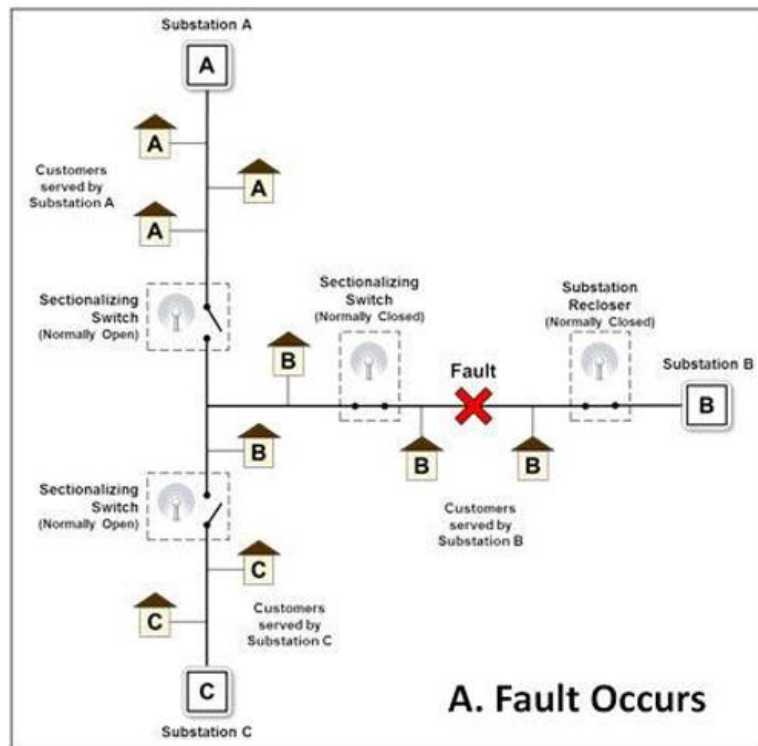 Substation A
A
A
Customers
served by
Substation A
A
A
Sectionalizing
Switch
(Normally Open)
Sectionalizing
Switch
(Normally Closed)
Substation
Recloser
(Normally Closed)
B
Fault
Substation B
B
B
Sectionalizing
Switch
(Normally Open)
B
B
Customers
served by
Substation B
C
C
Customers
served by
Substation C
C
Substation C
A. Fault Occurs